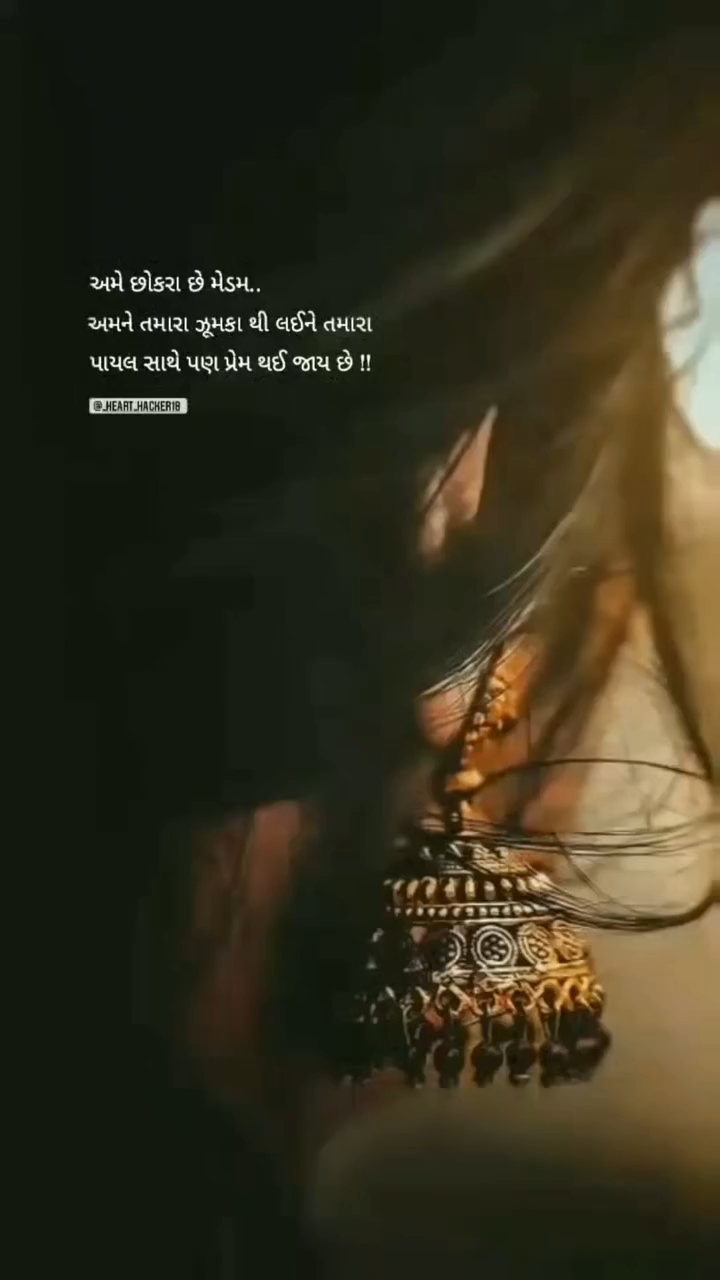 અમે છોકરા છે મેડમ..
અમને તમારા ઝૂમકા થી લઈને તમારા
પાયલ સાથે પણ પ્રેમ થઈ જાય છે !!
@_HEART_HACKER18